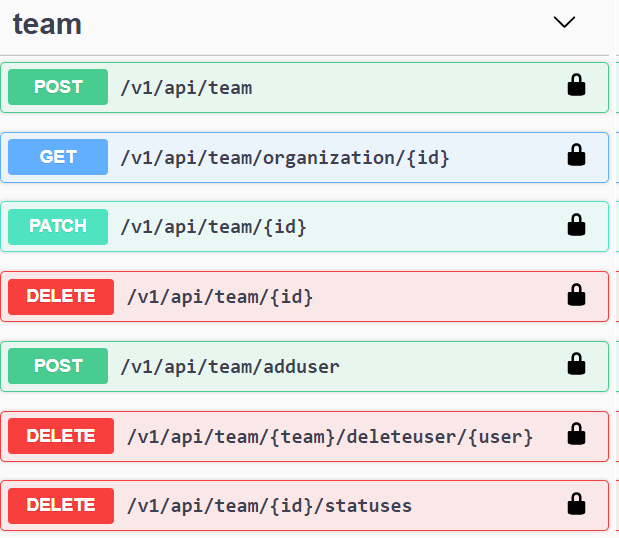 team
POST /v1/api/team
GET /v1/api/team/organization/{id}
PATCH /v1/api/team/{id}
DELETE /v1/api/team/{id}
POST /v1/api/team/adduser
DELETE /v1/api/team/{team}/deleteuser/{user}
DELETE /v1/api/team/{id}/statuses